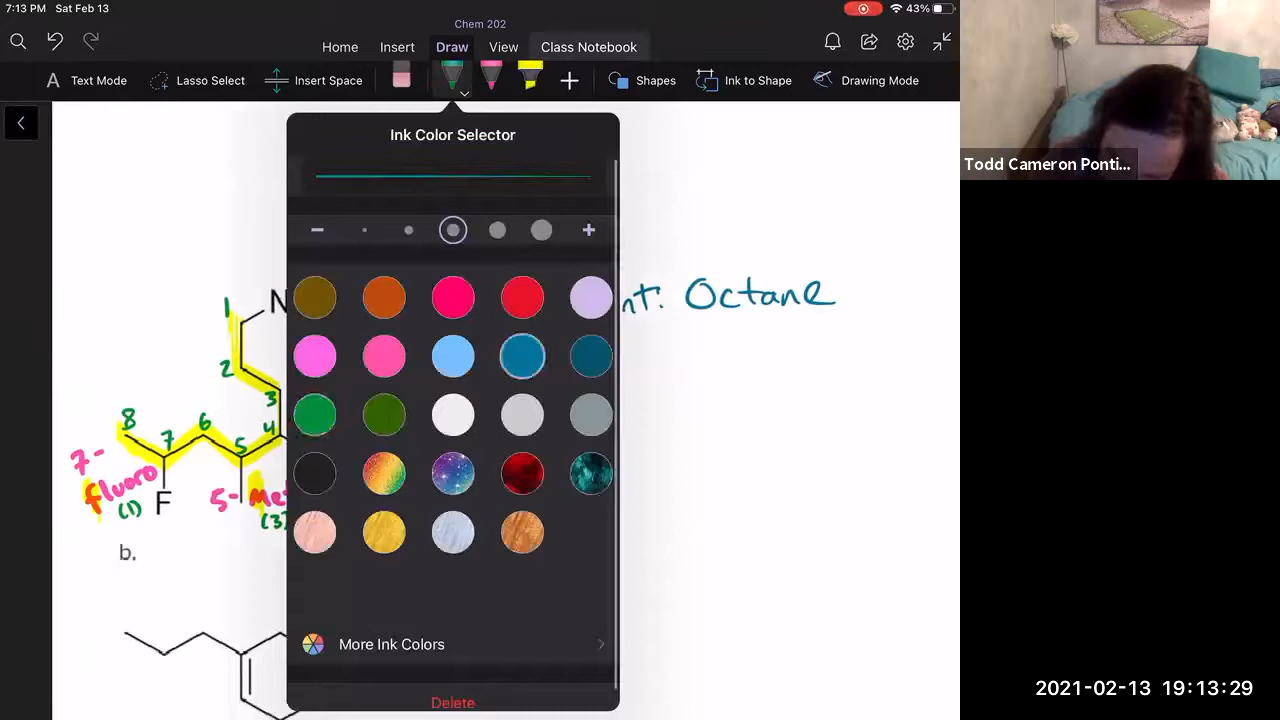 7:13 PM Sat Feb 13
43%
Chem 202
Home Insert Draw View Class Notebook
Text Mode Lasso Select Insert Space Shapes Ink to Shape Drawing Mode
Ink Color Selector
Todd Cameron Ponti...
1 N
nt. Octane
2
3
8 7 6 5 4
7-
fluoro
(1) F 5- Me
(3)
b.
More Ink Colors
Delete
2021-02-13 19:13:29